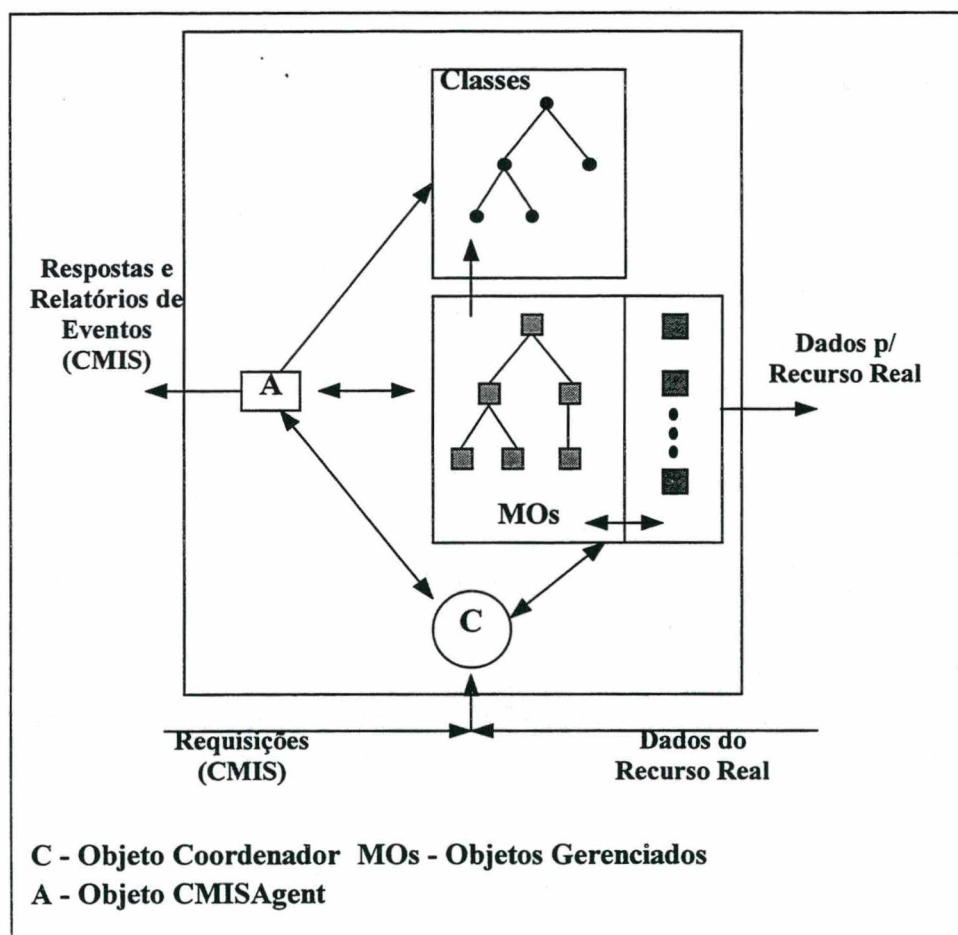 Classes
Respostas e
Relatórios de
Eventos
(CMIS)
A
Dados p/
Recurso Real
MOs
C
Requisições
(CMIS)
Dados do
Recurso Real
C - Objeto Coordenador MOs - Objetos Gerenciados
A - Objeto CMISAgent